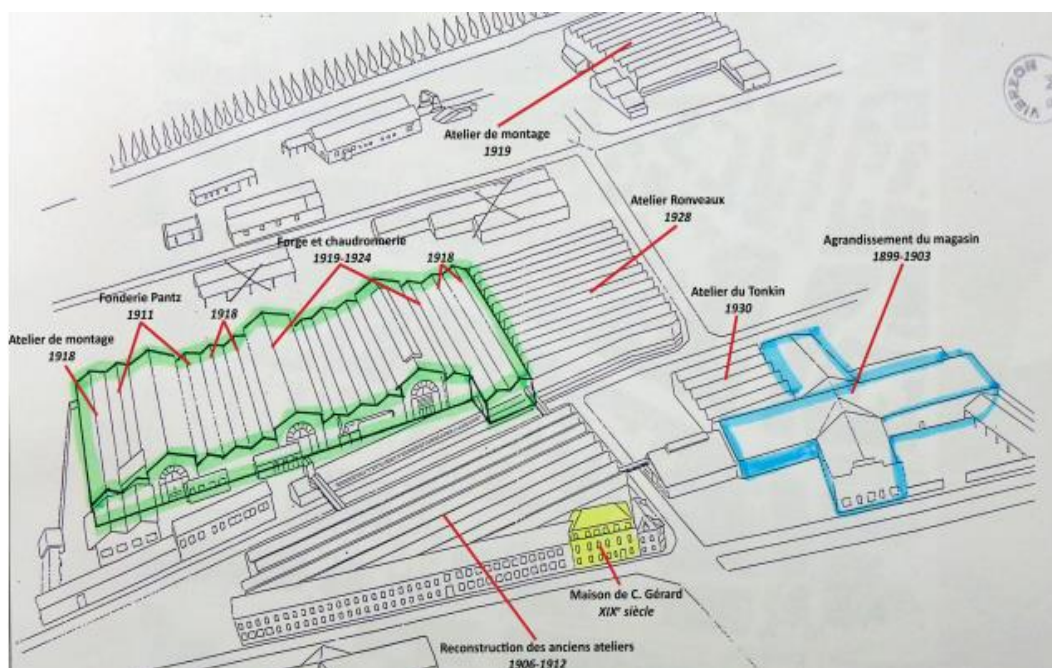 Atelier de montage
1919
Atelier Ronveaux
1928
Agrandissement du magasin
1899-1903
Forge et chaudronnerie
1919-1924
1918
Atelier du Tonkin
1930
Fonderie Pantz
1911
1918
Atelier de montage
1918
Maison de C. Gérard
XIXᵉ siècle
Reconstruction des anciens ateliers
1906-1912
VIERZON